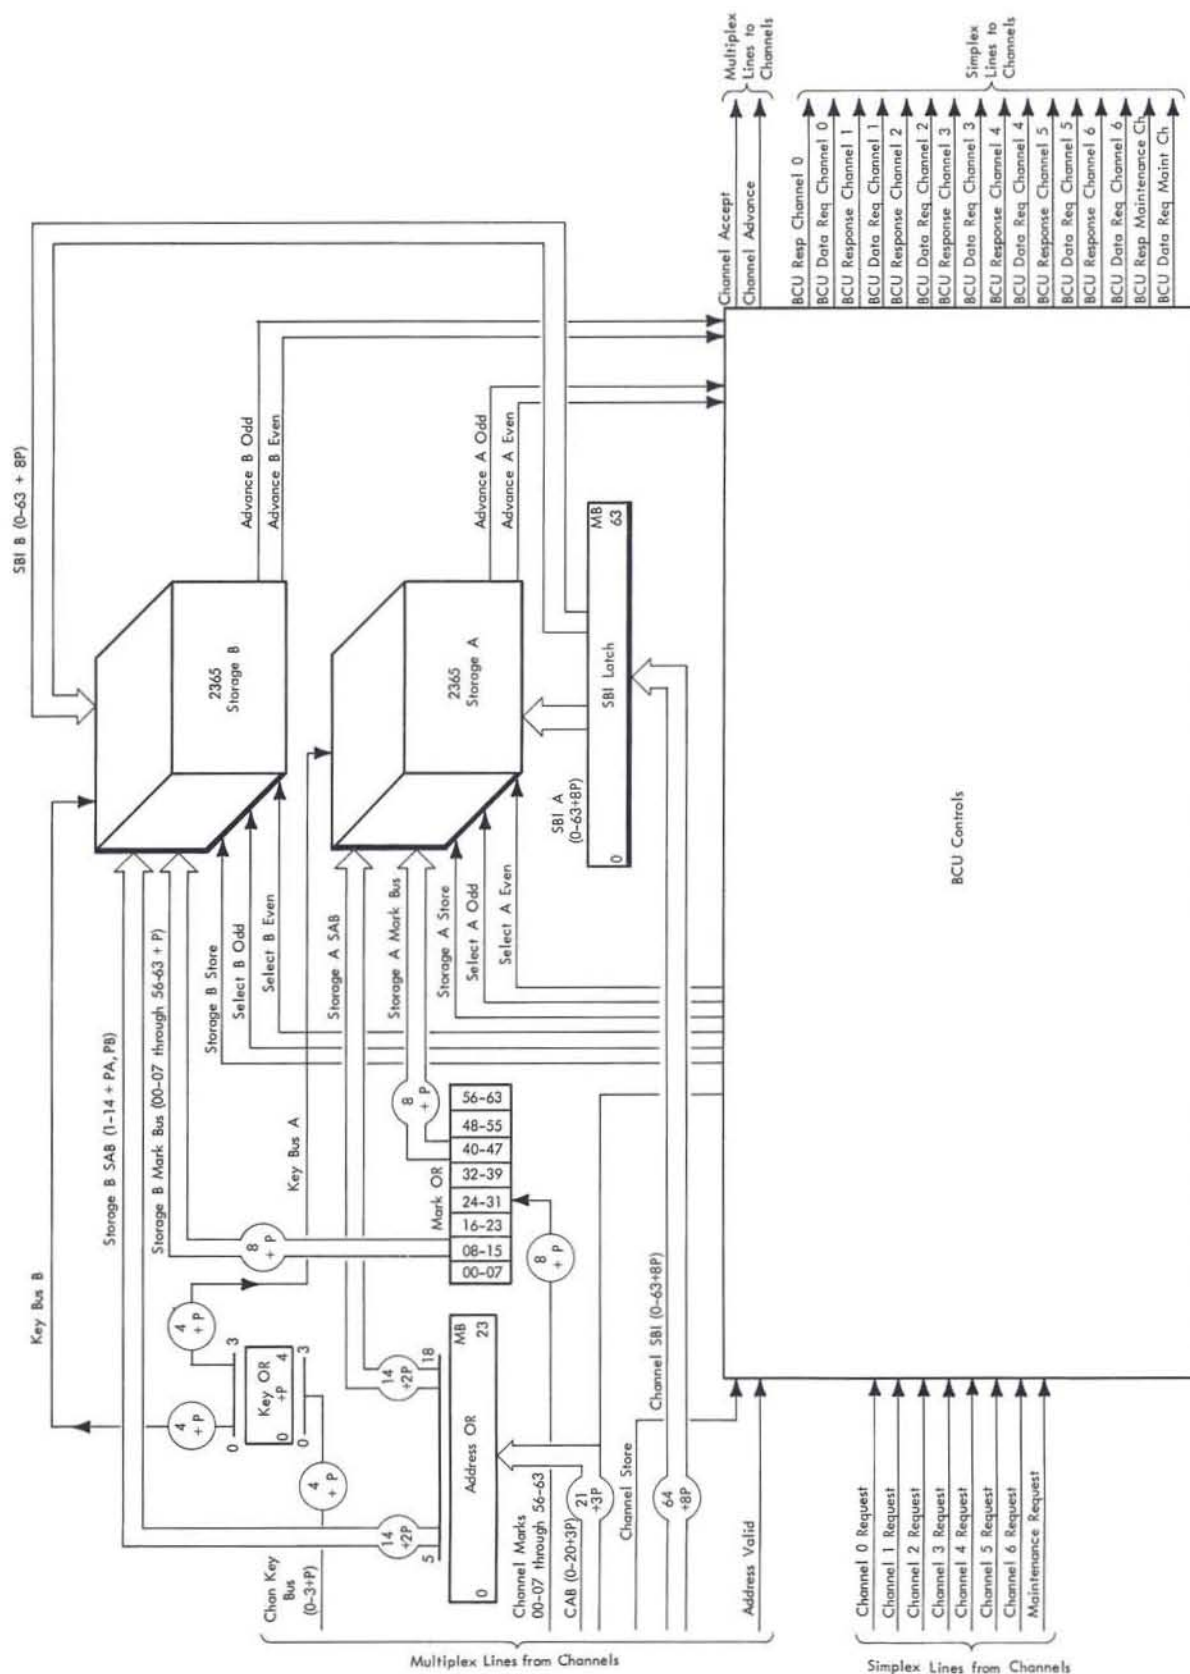 Multiplex
Lines to
Channels
Simplex
Lines to
Channels
Channel Accept
Channel Advance
BCU Resp Channel 0
BCU Data Req Channel 0
BCU Response Channel 1
BCU Data Req Channel 1
BCU Response Channel 2
BCU Data Req Channel 2
BCU Response Channel 3
BCU Data Req Channel 3
BCU Response Channel 4
BCU Data Req Channel 4
BCU Response Channel 5
BCU Data Req Channel 5
BCU Response Channel 6
BCU Data Req Channel 6
BCU Resp Maintenance Ch
BCU Data Req Maint Ch
SBI B (0-63 + 8P)
Advance B Odd
Advance B Even
Advance A Odd
Advance A Even
2365
Storage B
2365
Storage A
MB
63
SBI Latch
0
SBI A
(0-63+8P)
BCU Controls
Storage B SAB (1-14 + PA, PB)
Storage B Mark Bus (00-07 through 56-63 + P)
Storage B Store
Select B Odd
Select B Even
Storage A SAB
Storage A Mark Bus
Storage A Store
Select A Odd
Select A Even
Key Bus B
Key Bus A
4
+ P
4
+ P
0
3
Key OR
0
+P
4
0
3
4
+ P
8
+ P
8
+ P
Mark OR
00-07
08-15
16-23
24-31
32-39
40-47
48-55
56-63
8
+ P
14
+2P
14
+2P
5
18
MB
23
Address OR
0
Chan Key
Bus
(0-3+P)
Channel Marks
00-07 through 56-63
CAB (0-20+3P)
21
+3P
Channel Store
Channel SBI (0-63+8P)
64
+8P
Address Valid
Multiplex Lines from Channels
Channel 0 Request
Channel 1 Request
Channel 2 Request
Channel 3 Request
Channel 4 Request
Channel 5 Request
Channel 6 Request
Maintenance Request
Simplex Lines from Channels